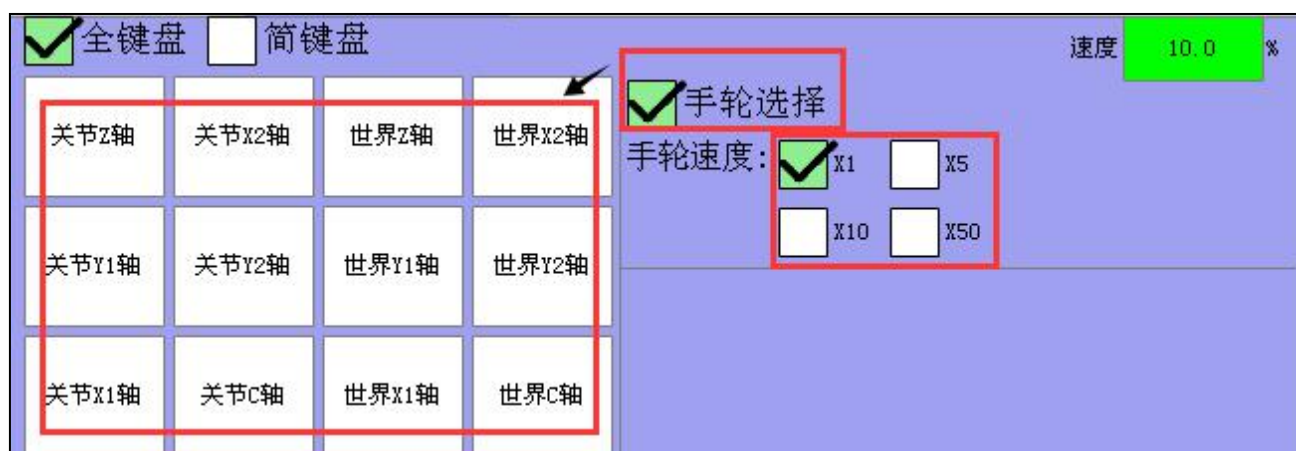 全键盘 简键盘 速度 10.0 %
手轮选择
关节Z轴 关节X2轴 世界Z轴 世界X2轴
手轮速度: X1 X5
X10 X50
关节Y1轴 关节Y2轴 世界Y1轴 世界Y2轴
关节X1轴 关节C轴 世界X1轴 世界C轴